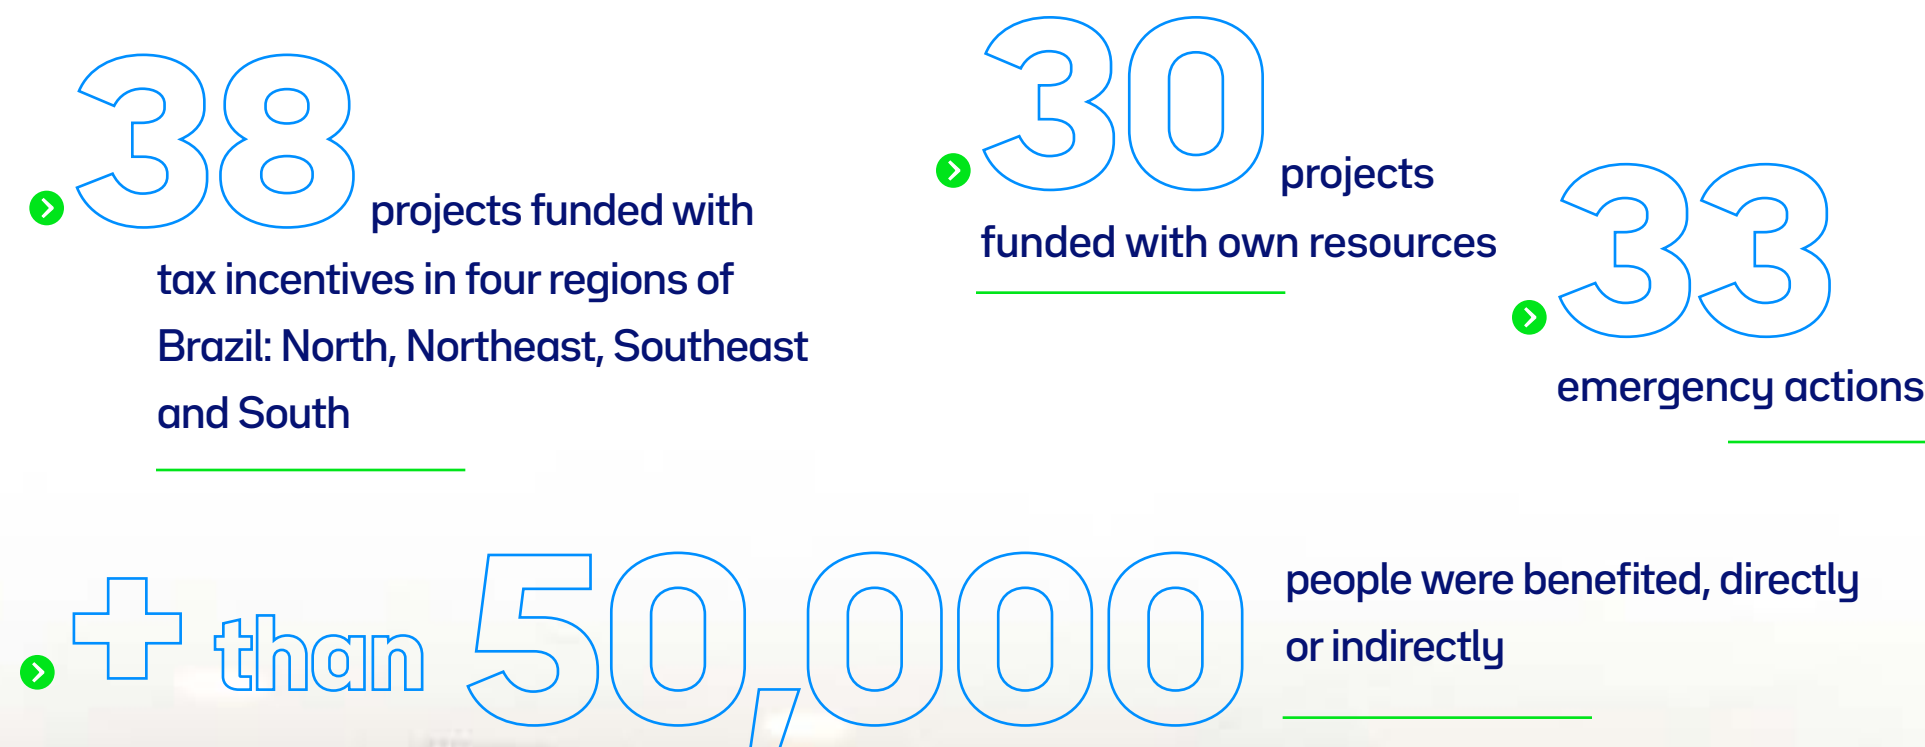 38 projects funded with
tax incentives in four regions of
Brazil: North, Northeast, Southeast
and South
30 projects
funded with own resources
33
emergency actions
+ than 50,000
people were benefited, directly
or indirectly